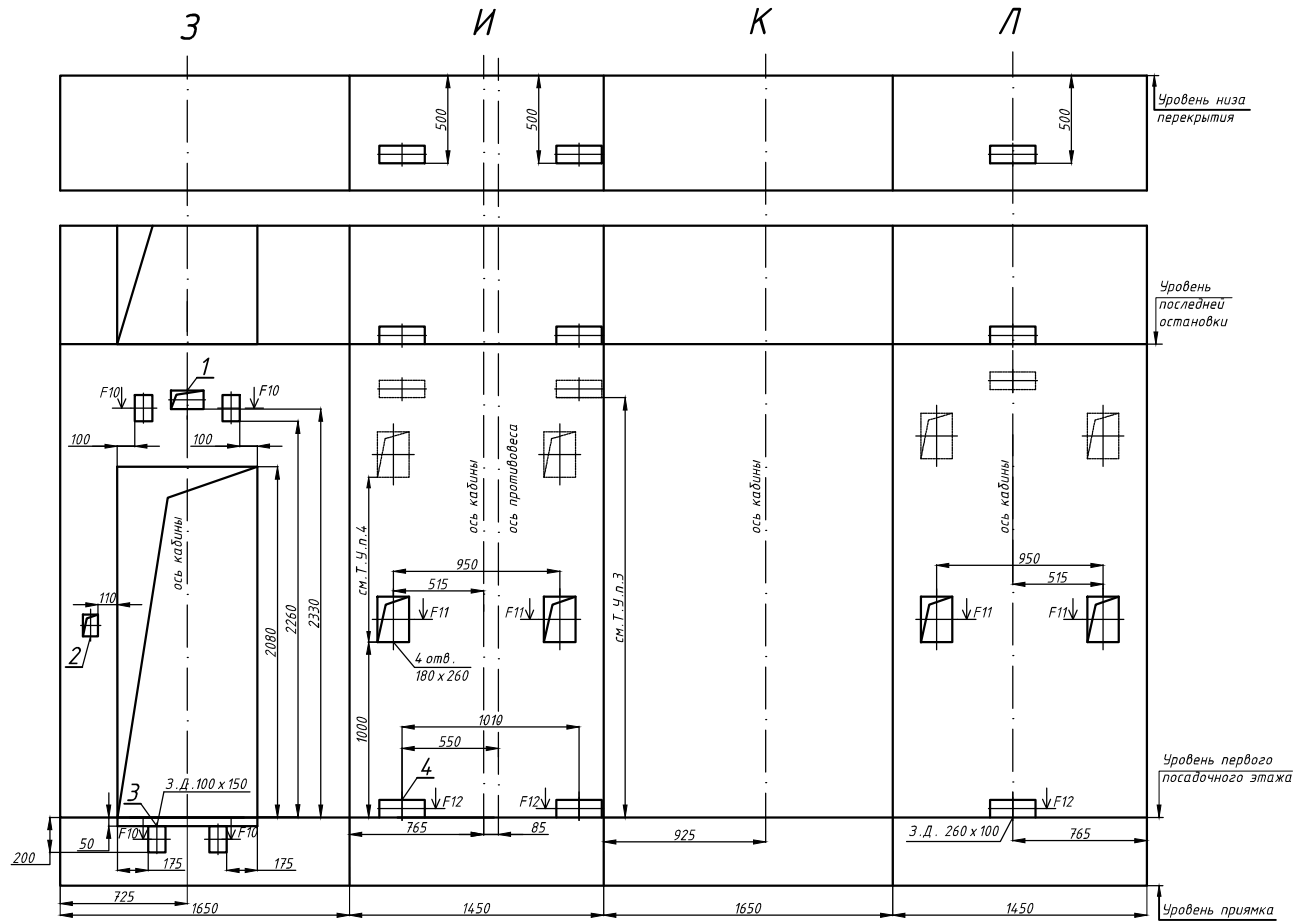 З
И
К
Л
500
500
500
Уровень низа
перекрытия
Уровень
последней
остановки
1
F10
F10
100
100
ось кабины
ось кабины
ось противовеса
ось кабины
ось кабины
см.Т.У.п.4
см.Т.У.п.3
950
515
950
515
110
2
F11
F11
F11
F11
4 отв.
180 x 260
2080
2260
2330
1000
1010
550
4
F12
F12
F12
Уровень первого
посадочного этажа
3
З.Д.100 x 150
F10
F10
50
200
175
175
765
85
925
З.Д. 260 x 100
765
725
1650
1450
1650
1450
Уровень приямка